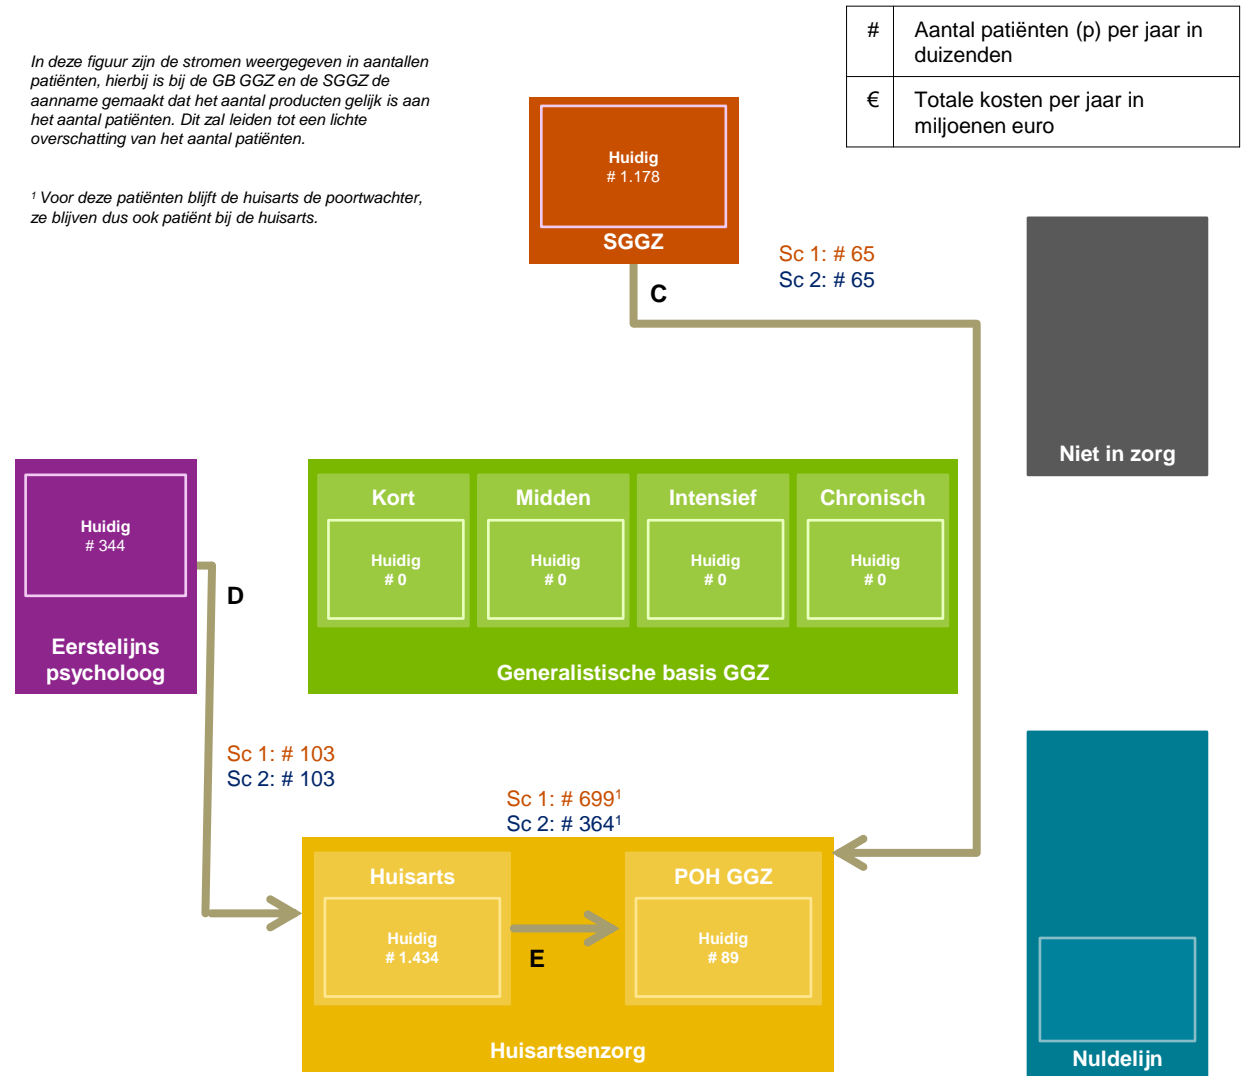 In deze figuur zijn de stromen weergegeven in aantallen
patiënten, hierbij is bij de GB GGZ en de SGGZ de
aanname gemaakt dat het aantal producten gelijk is aan
het aantal patiënten. Dit zal leiden tot een lichte
overschatting van het aantal patiënten.
¹ Voor deze patiënten blijft de huisarts de poortwachter,
ze blijven dus ook patiënt bij de huisarts.
# Aantal patiënten (p) per jaar in
duizenden
€ Totale kosten per jaar in
miljoenen euro
Huidig
# 1.178
SGGZ
C
Sc 1: # 65
Sc 2: # 65
Niet in zorg
Huidig
# 344
Eerstelijns
psycholoog
D
Kort
Huidig
# 0
Midden
Huidig
# 0
Intensief
Huidig
# 0
Chronisch
Huidig
# 0
Generalistische basis GGZ
Sc 1: # 103
Sc 2: # 103
Sc 1: # 699¹
Sc 2: # 364¹
Huisarts
Huidig
# 1.434
E
POH GGZ
Huidig
# 89
Huisartsenzorg
Nuldelijn